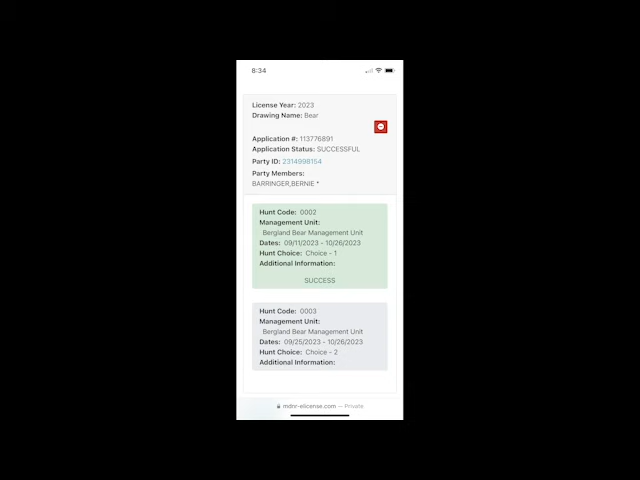 8:34
License Year: 2023
Drawing Name: Bear
Application #: 113776891
Application Status: SUCCESSFUL
Party ID: 2314998154
Party Members:
BARRINGER,BERNIE *
Hunt Code: 0002
Management Unit:
Bergland Bear Management Unit
Dates: 09/11/2023 - 10/26/2023
Hunt Choice: Choice - 1
Additional Information:
SUCCESS
Hunt Code: 0003
Management Unit:
Bergland Bear Management Unit
Dates: 09/25/2023 - 10/26/2023
Hunt Choice: Choice - 2
Additional Information:
mdnr-elicense.com — Private